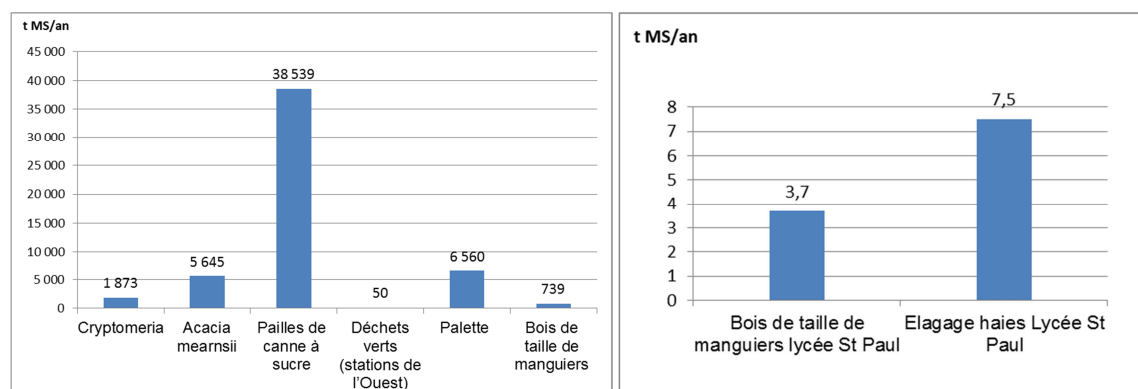 t MS/an
45 000
40 000
35 000
30 000
25 000
20 000
15 000
10 000
5 000
0
1 873
5 645
38 539
50
6 560
739
Cryptomeria
Acacia
mearnsii
Pailles de
canne à
sucre
Déchets
verts
(stations de
l'Ouest)
Palette
Bois de
taille de
manguiers
t MS/an
8
7
6
5
4
3
2
1
0
3,7
7,5
Bois de taille de
manguiers lycée St Paul
Elagage haies Lycée St
Paul